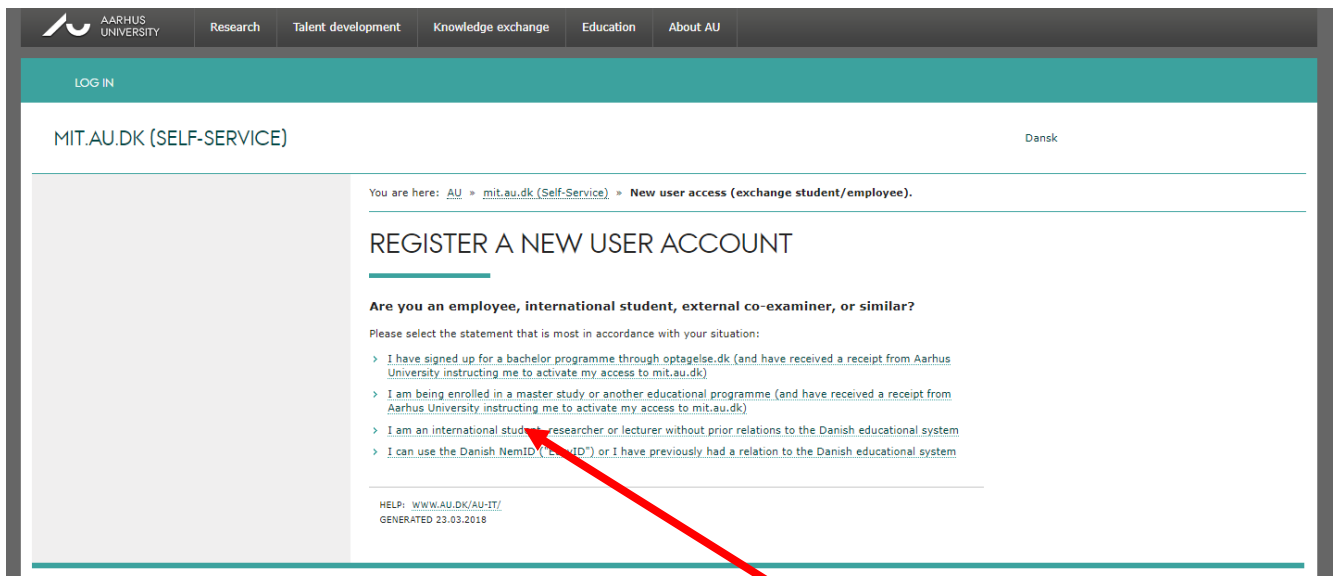 AARHUS
UNIVERSITY
Research Talent development Knowledge exchange Education About AU
LOG IN
MIT.AU.DK (SELF-SERVICE)
Dansk
You are here: AU » mit.au.dk (Self-Service) » New user access (exchange student/employee).
REGISTER A NEW USER ACCOUNT
Are you an employee, international student, external co-examiner, or similar?
Please select the statement that is most in accordance with your situation:
› I have signed up for a bachelor programme through optagelse.dk (and have received a receipt from Aarhus
University instructing me to activate my access to mit.au.dk)
› I am being enrolled in a master study or another educational programme (and have received a receipt from
Aarhus University instructing me to activate my access to mit.au.dk)
› I am an international student, researcher or lecturer without prior relations to the Danish educational system
› I can use the Danish NemID ("EasyID") or I have previously had a relation to the Danish educational system
HELP: WWW.AU.DK/AU-IT/
GENERATED 23.03.2018